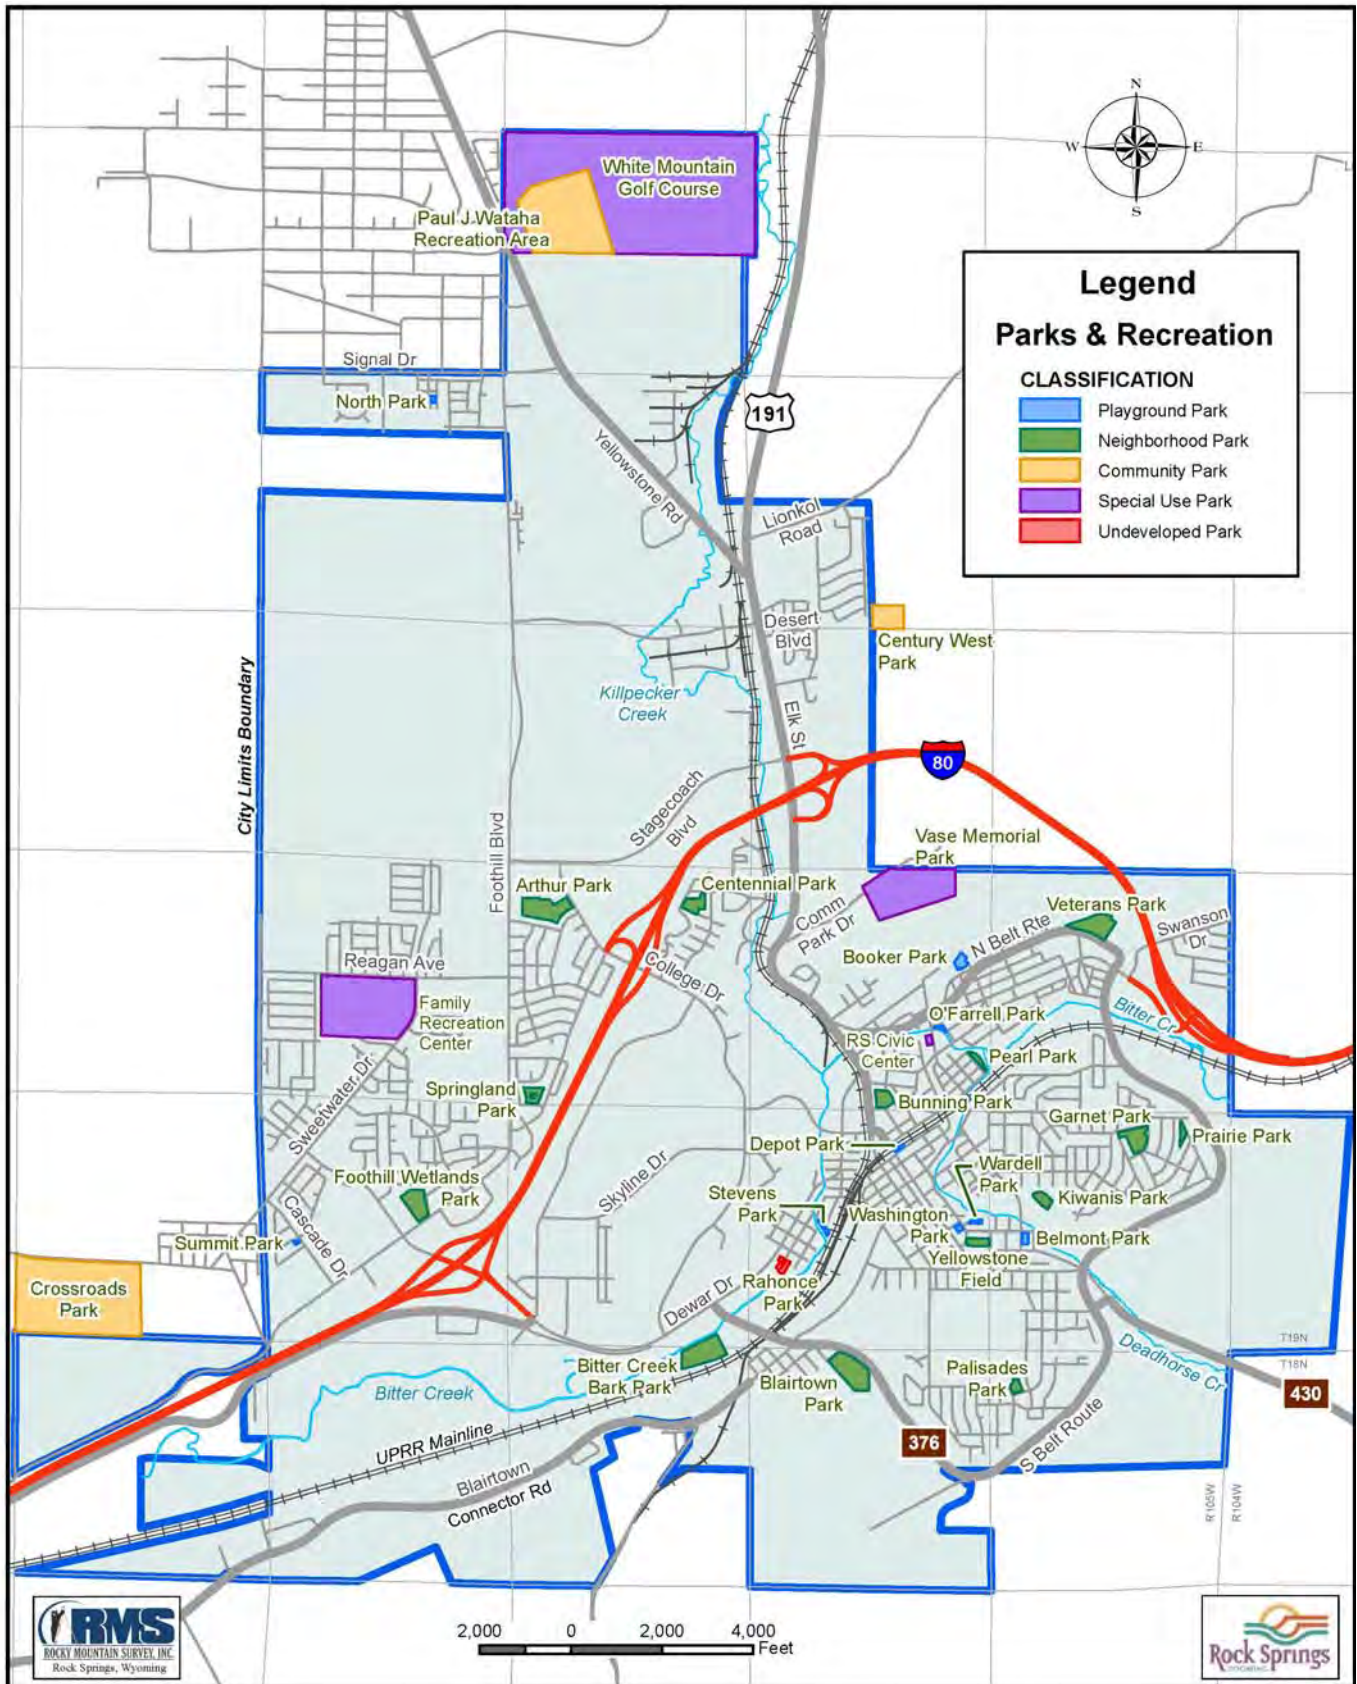 N
W
E
S
White Mountain
Golf Course
Paul J Wataha
Recreation Area
Legend
Parks & Recreation
CLASSIFICATION
Playground Park
Neighborhood Park
Community Park
Special Use Park
Undeveloped Park
Signal Dr
North Park
191
Yellowstone Rd
Lionkol
Road
Desert
Blvd
Century West
Park
Killpecker
Creek
City Limits Boundary
Elk St
80
Stagecoach
Blvd
Foothill Blvd
Vase Memorial
Park
Arthur Park
Centennial Park
Comm
Park Dr
Veterans Park
N Belt Rte
Swanson
Dr
Booker Park
Reagan Ave
College Dr
Family
Recreation
Center
O'Farrell Park
Bitter Cr
RS Civic
Center
Pearl Park
Sweetwater Dr
Springland
Park
Bunning Park
Garnet Park
Prairie Park
Depot Park
Wardell
Park
Skyline Dr
Foothill Wetlands
Park
Stevens
Park
Kiwanis Park
Washington
Park
Cascade Dr
Summit Park
Belmont Park
Yellowstone
Field
Crossroads
Park
Rahonce
Park
Dewar Dr
T19N
T18N
Deadhorse Cr
Bitter Creek
Bark Park
Bitter Creek
Blairtown
Park
Palisades
Park
430
376
S Belt Route
UPRR Mainline
Blairtown
Connector Rd
R105W
R104W
RMS
ROCKY MOUNTAIN SURVEY, INC.
Rock Springs, Wyoming
2,000 0 2,000 4,000
Feet
Rock Springs
WYOMING